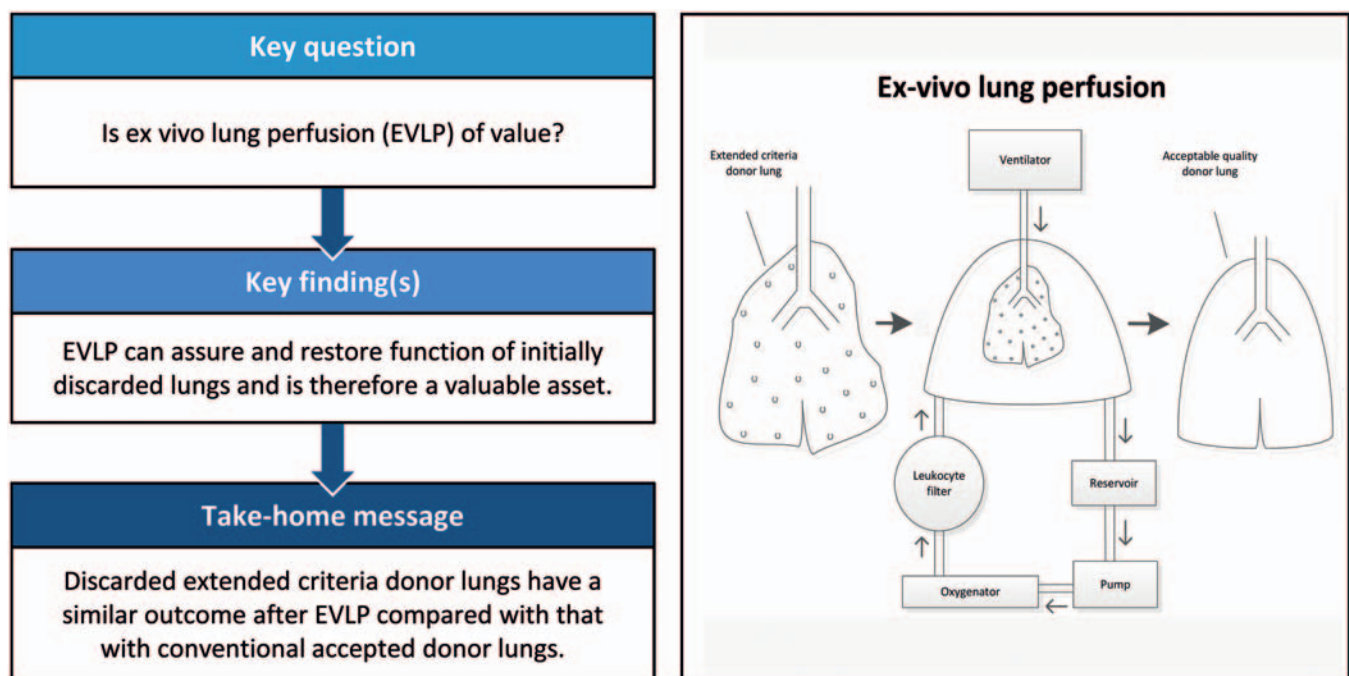 Key question
Is ex vivo lung perfusion (EVLP) of value?
Key finding(s)
EVLP can assure and restore function of initially
discarded lungs and is therefore a valuable asset.
Take-home message
Discarded extended criteria donor lungs have a
similar outcome after EVLP compared with that
with conventional accepted donor lungs.
Ex-vivo lung perfusion
Extended criteria
donor lung
Ventilator
Acceptable quality
donor lung
Leukocyte
filter
Reservoir
Oxygenator
Pump